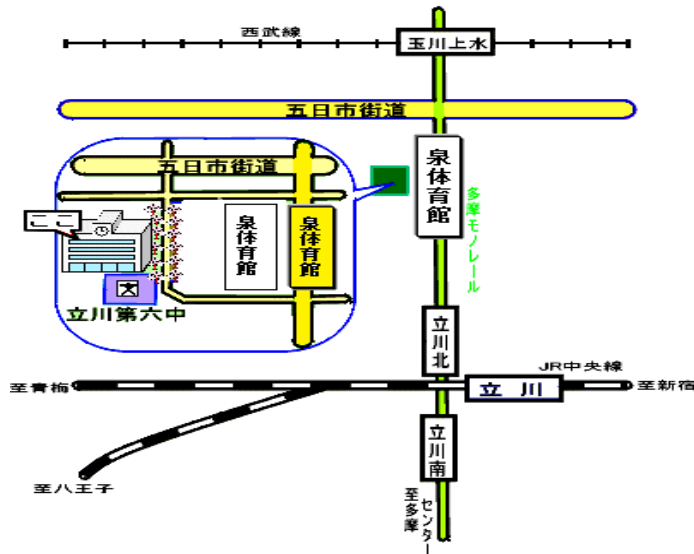 西武線
玉川上水
五日市街道
五日市街道
泉体育館
多摩モノレール
ここ
泉体育館
泉体育館
文
立川第六中
立川北
JR中央線
至青梅
立川
至新宿
立川南
至八王子
至多摩
センター